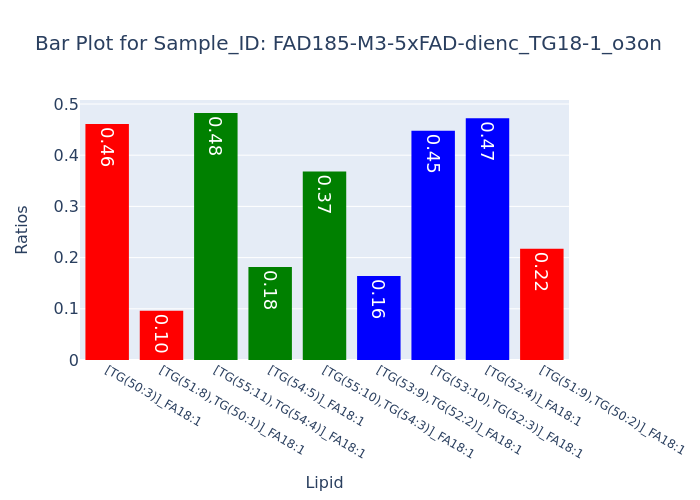 Bar Plot for Sample_ID: FAD185-M3-5xFAD-dienc_TG18-1_o3on
Ratios
0.5
0.4
0.3
0.2
0.1
0
0.46
0.10
0.48
0.18
0.37
0.16
0.45
0.47
0.22
[TG(50:3)]_FA18:1
[TG(51:8),TG(50:1)]_FA18:1
[TG(55:11),TG(54:4)]_FA18:1
[TG(54:5)]_FA18:1
[TG(55:10),TG(54:3)]_FA18:1
[TG(53:9),TG(52:2)]_FA18:1
[TG(53:10),TG(52:3)]_FA18:1
[TG(52:4)]_FA18:1
[TG(51:9),TG(50:2)]_FA18:1
Lipid